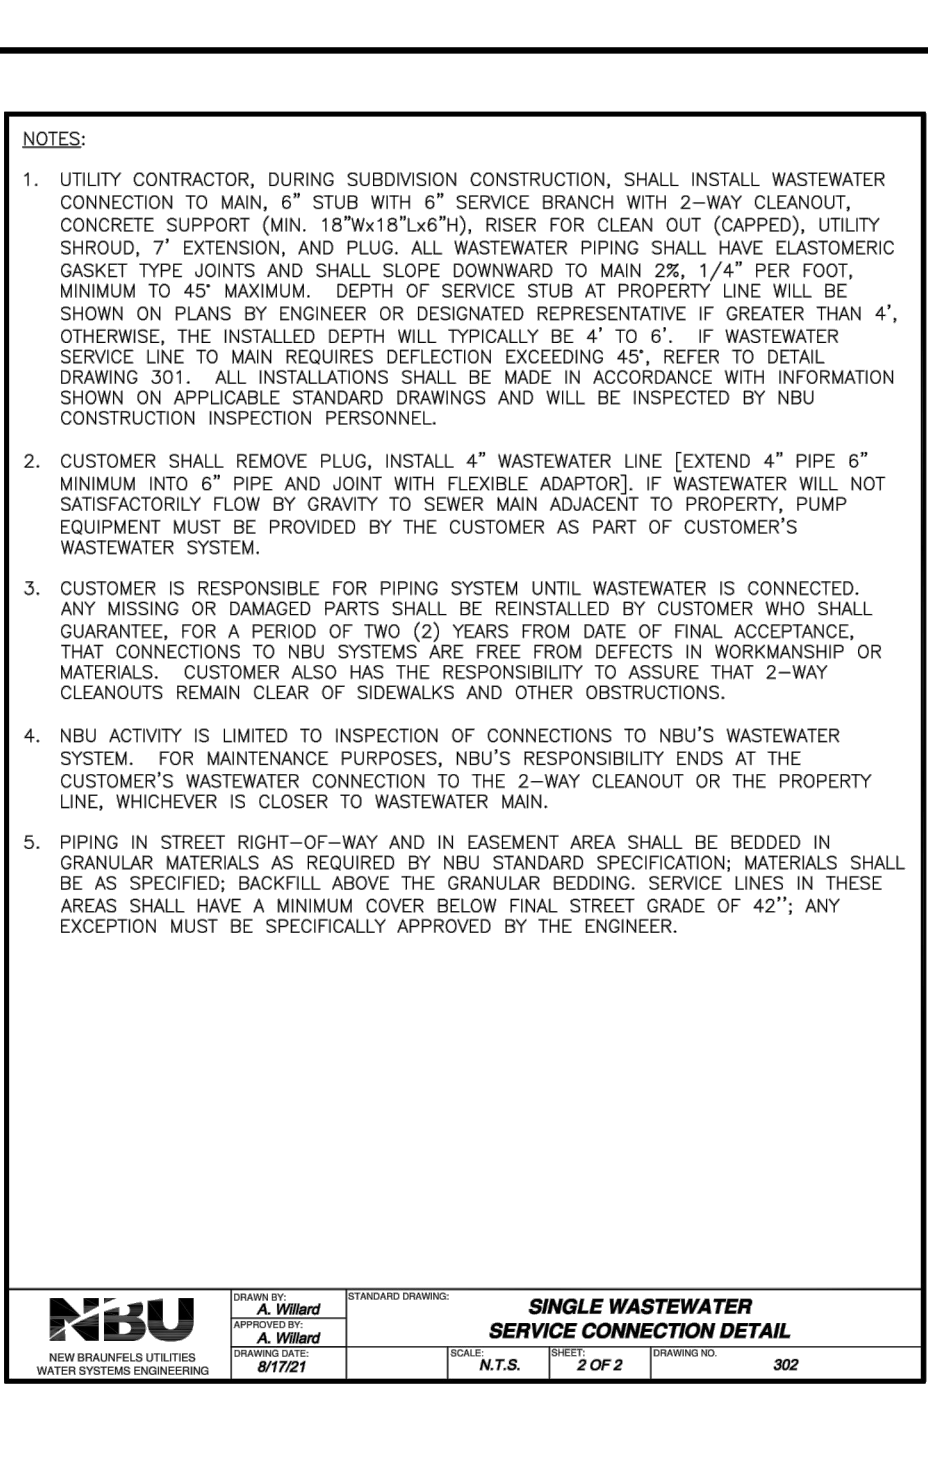 NOTES:
1. UTILITY CONTRACTOR, DURING SUBDIVISION CONSTRUCTION, SHALL INSTALL WASTEWATER
CONNECTION TO MAIN, 6” STUB WITH 6” SERVICE BRANCH WITH 2-WAY CLEANOUT,
CONCRETE SUPPORT (MIN. 18”Wx18”Lx6”H), RISER FOR CLEAN OUT (CAPPED), UTILITY
SHROUD, 7’ EXTENSION, AND PLUG. ALL WASTEWATER PIPING SHALL HAVE ELASTOMERIC
GASKET TYPE JOINTS AND SHALL SLOPE DOWNWARD TO MAIN 2%, 1/4” PER FOOT,
MINIMUM TO 45° MAXIMUM. DEPTH OF SERVICE STUB AT PROPERTY LINE WILL BE
SHOWN ON PLANS BY ENGINEER OR DESIGNATED REPRESENTATIVE IF GREATER THAN 4’,
OTHERWISE, THE INSTALLED DEPTH WILL TYPICALLY BE 4’ TO 6’. IF WASTEWATER
SERVICE LINE TO MAIN REQUIRES DEFLECTION EXCEEDING 45°, REFER TO DETAIL
DRAWING 301. ALL INSTALLATIONS SHALL BE MADE IN ACCORDANCE WITH INFORMATION
SHOWN ON APPLICABLE STANDARD DRAWINGS AND WILL BE INSPECTED BY NBU
CONSTRUCTION INSPECTION PERSONNEL.
2. CUSTOMER SHALL REMOVE PLUG, INSTALL 4” WASTEWATER LINE [EXTEND 4” PIPE 6”
MINIMUM INTO 6” PIPE AND JOINT WITH FLEXIBLE ADAPTOR]. IF WASTEWATER WILL NOT
SATISFACTORILY FLOW BY GRAVITY TO SEWER MAIN ADJACENT TO PROPERTY, PUMP
EQUIPMENT MUST BE PROVIDED BY THE CUSTOMER AS PART OF CUSTOMER’S
WASTEWATER SYSTEM.
3. CUSTOMER IS RESPONSIBLE FOR PIPING SYSTEM UNTIL WASTEWATER IS CONNECTED.
ANY MISSING OR DAMAGED PARTS SHALL BE REINSTALLED BY CUSTOMER WHO SHALL
GUARANTEE, FOR A PERIOD OF TWO (2) YEARS FROM DATE OF FINAL ACCEPTANCE,
THAT CONNECTIONS TO NBU SYSTEMS ARE FREE FROM DEFECTS IN WORKMANSHIP OR
MATERIALS. CUSTOMER ALSO HAS THE RESPONSIBILITY TO ASSURE THAT 2-WAY
CLEANOUTS REMAIN CLEAR OF SIDEWALKS AND OTHER OBSTRUCTIONS.
4. NBU ACTIVITY IS LIMITED TO INSPECTION OF CONNECTIONS TO NBU’S WASTEWATER
SYSTEM. FOR MAINTENANCE PURPOSES, NBU’S RESPONSIBILITY ENDS AT THE
CUSTOMER’S WASTEWATER CONNECTION TO THE 2-WAY CLEANOUT OR THE PROPERTY
LINE, WHICHEVER IS CLOSER TO WASTEWATER MAIN.
5. PIPING IN STREET RIGHT-OF-WAY AND IN EASEMENT AREA SHALL BE BEDDED IN
GRANULAR MATERIALS AS REQUIRED BY NBU STANDARD SPECIFICATION; MATERIALS SHALL
BE AS SPECIFIED; BACKFILL ABOVE THE GRANULAR BEDDING. SERVICE LINES IN THESE
AREAS SHALL HAVE A MINIMUM COVER BELOW FINAL STREET GRADE OF 42’’; ANY
EXCEPTION MUST BE SPECIFICALLY APPROVED BY THE ENGINEER.
NBU
NEW BRAUNFELS UTILITIES
WATER SYSTEMS ENGINEERING
DRAWN BY:
A. Willard
APPROVED BY:
A. Willard
DRAWING DATE:
8/17/21
STANDARD DRAWING:
SINGLE WASTEWATER
SERVICE CONNECTION DETAIL
SCALE:
N.T.S.
SHEET:
2 OF 2
DRAWING NO.
302